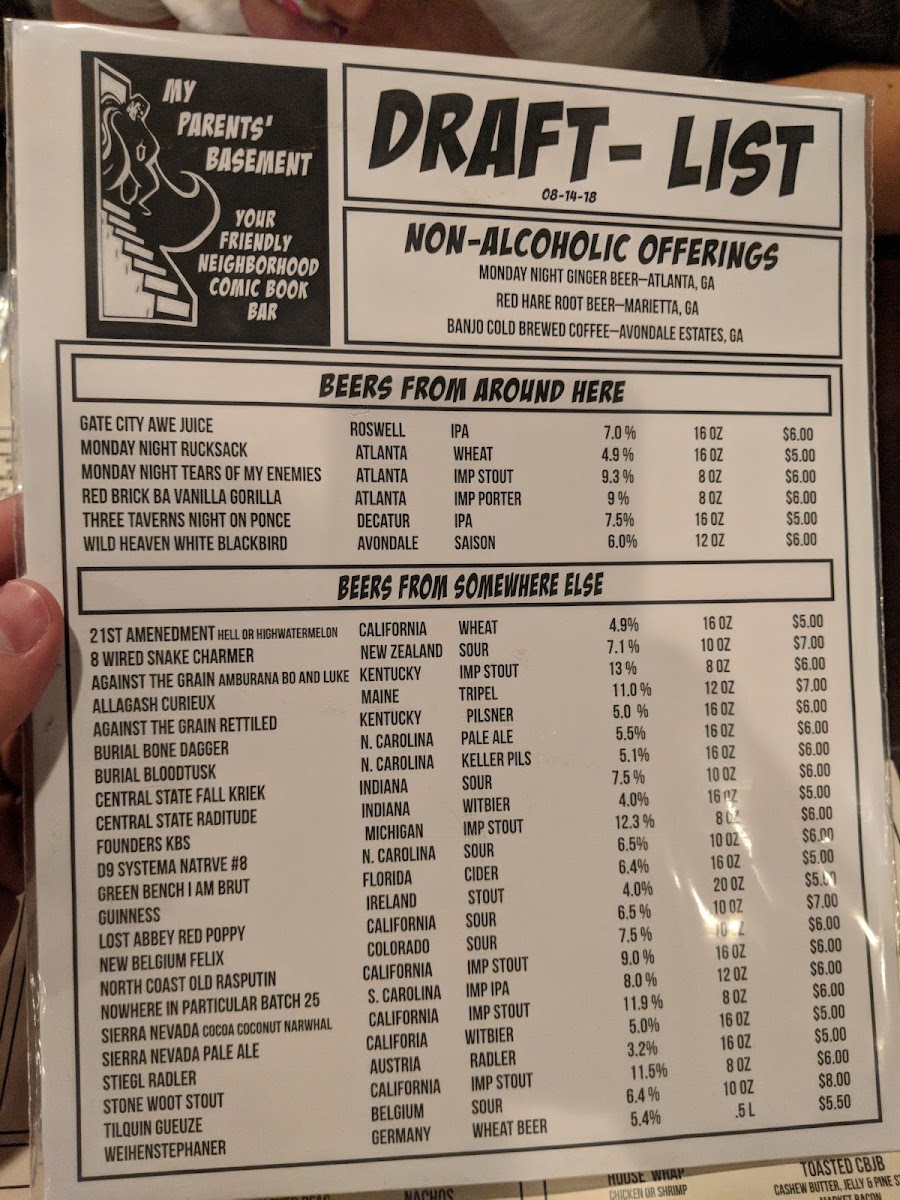 MY PARENTS' BASEMENT
YOUR FRIENDLY NEIGHBORHOOD COMIC BOOK BAR
DRAFT- LIST
08-14-18
NON-ALCOHOLIC OFFERINGS
MONDAY NIGHT GINGER BEER—ATLANTA, GA
RED HARE ROOT BEER—MARIETTA, GA
BANJO COLD BREWED COFFEE—AVONDALE ESTATES, GA
BEERS FROM AROUND HERE
GATE CITY AWE JUICE ROSWELL IPA 7.0 % 16 OZ $6.00
MONDAY NIGHT RUCKSACK ATLANTA WHEAT 4.9 % 16 OZ $5.00
MONDAY NIGHT TEARS OF MY ENEMIES ATLANTA IMP STOUT 9.3 % 8 OZ $6.00
RED BRICK BA VANILLA GORILLA ATLANTA IMP PORTER 9 % 8 OZ $6.00
THREE TAVERNS NIGHT ON PONCE DECATUR IPA 7.5% 16 OZ $5.00
WILD HEAVEN WHITE BLACKBIRD AVONDALE SAISON 6.0% 12 OZ $6.00
BEERS FROM SOMEWHERE ELSE
21ST AMENEDMENT HELL OR HIGHWATERMELON CALIFORNIA WHEAT 4.9% 16 OZ $5.00
8 WIRED SNAKE CHARMER NEW ZEALAND SOUR 7.1 % 10 OZ $7.00
AGAINST THE GRAIN AMBURANA BO AND LUKE KENTUCKY IMP STOUT 13 % 8 OZ $6.00
ALLAGASH CURIEUX MAINE TRIPEL 11.0 % 12 OZ $7.00
AGAINST THE GRAIN RETTILED KENTUCKY PILSNER 5.0 % 16 OZ $6.00
BURIAL BONE DAGGER N. CAROLINA PALE ALE 5.5% 16 OZ $6.00
BURIAL BLOODTUSK N. CAROLINA KELLER PILS 5.1% 16 OZ $6.00
CENTRAL STATE FALL KRIEK INDIANA SOUR 7.5 % 10 OZ $6.00
CENTRAL STATE RADITUDE INDIANA WITBIER 4.0% 16 OZ $5.00
FOUNDERS KBS MICHIGAN IMP STOUT 12.3 % 8 OZ $6.00
D9 SYSTEMA NATRVE #8 N. CAROLINA SOUR 6.5% 10 OZ $6.00
GREEN BENCH I AM BRUT FLORIDA CIDER 6.4% 16 OZ $5.00
GUINNESS IRELAND STOUT 4.0% 20 OZ $5.00
LOST ABBEY RED POPPY CALIFORNIA SOUR 6.5 % 10 OZ $7.00
NEW BELGIUM FELIX COLORADO SOUR 7.5 % 10 OZ $6.00
NORTH COAST OLD RASPUTIN CALIFORNIA IMP STOUT 9.0 % 16 OZ $6.00
NOWHERE IN PARTICULAR BATCH 25 S. CAROLINA IMP IPA 8.0 % 12 OZ $6.00
SIERRA NEVADA COCOA COCONUT NARWHAL CALIFORNIA IMP STOUT 11.9 % 8 OZ $6.00
SIERRA NEVADA PALE ALE CALIFORIA WITBIER 5.0% 16 OZ $5.00
STIEGL RADLER AUSTRIA RADLER 3.2% 16 OZ $5.00
STONE WOOT STOUT CALIFORNIA IMP STOUT 11.5% 8 OZ $6.00
TILQUIN GUEUZE BELGIUM SOUR 6.4 % 10 OZ $8.00
WEIHENSTEPHANER GERMANY WHEAT BEER 5.4% .5 L $5.50
NACHOS
HOUSE WRAP
CHICKEN OR SHRIMP
TOASTED CBJB
CASHEW BUTTER, JELLY & PINE